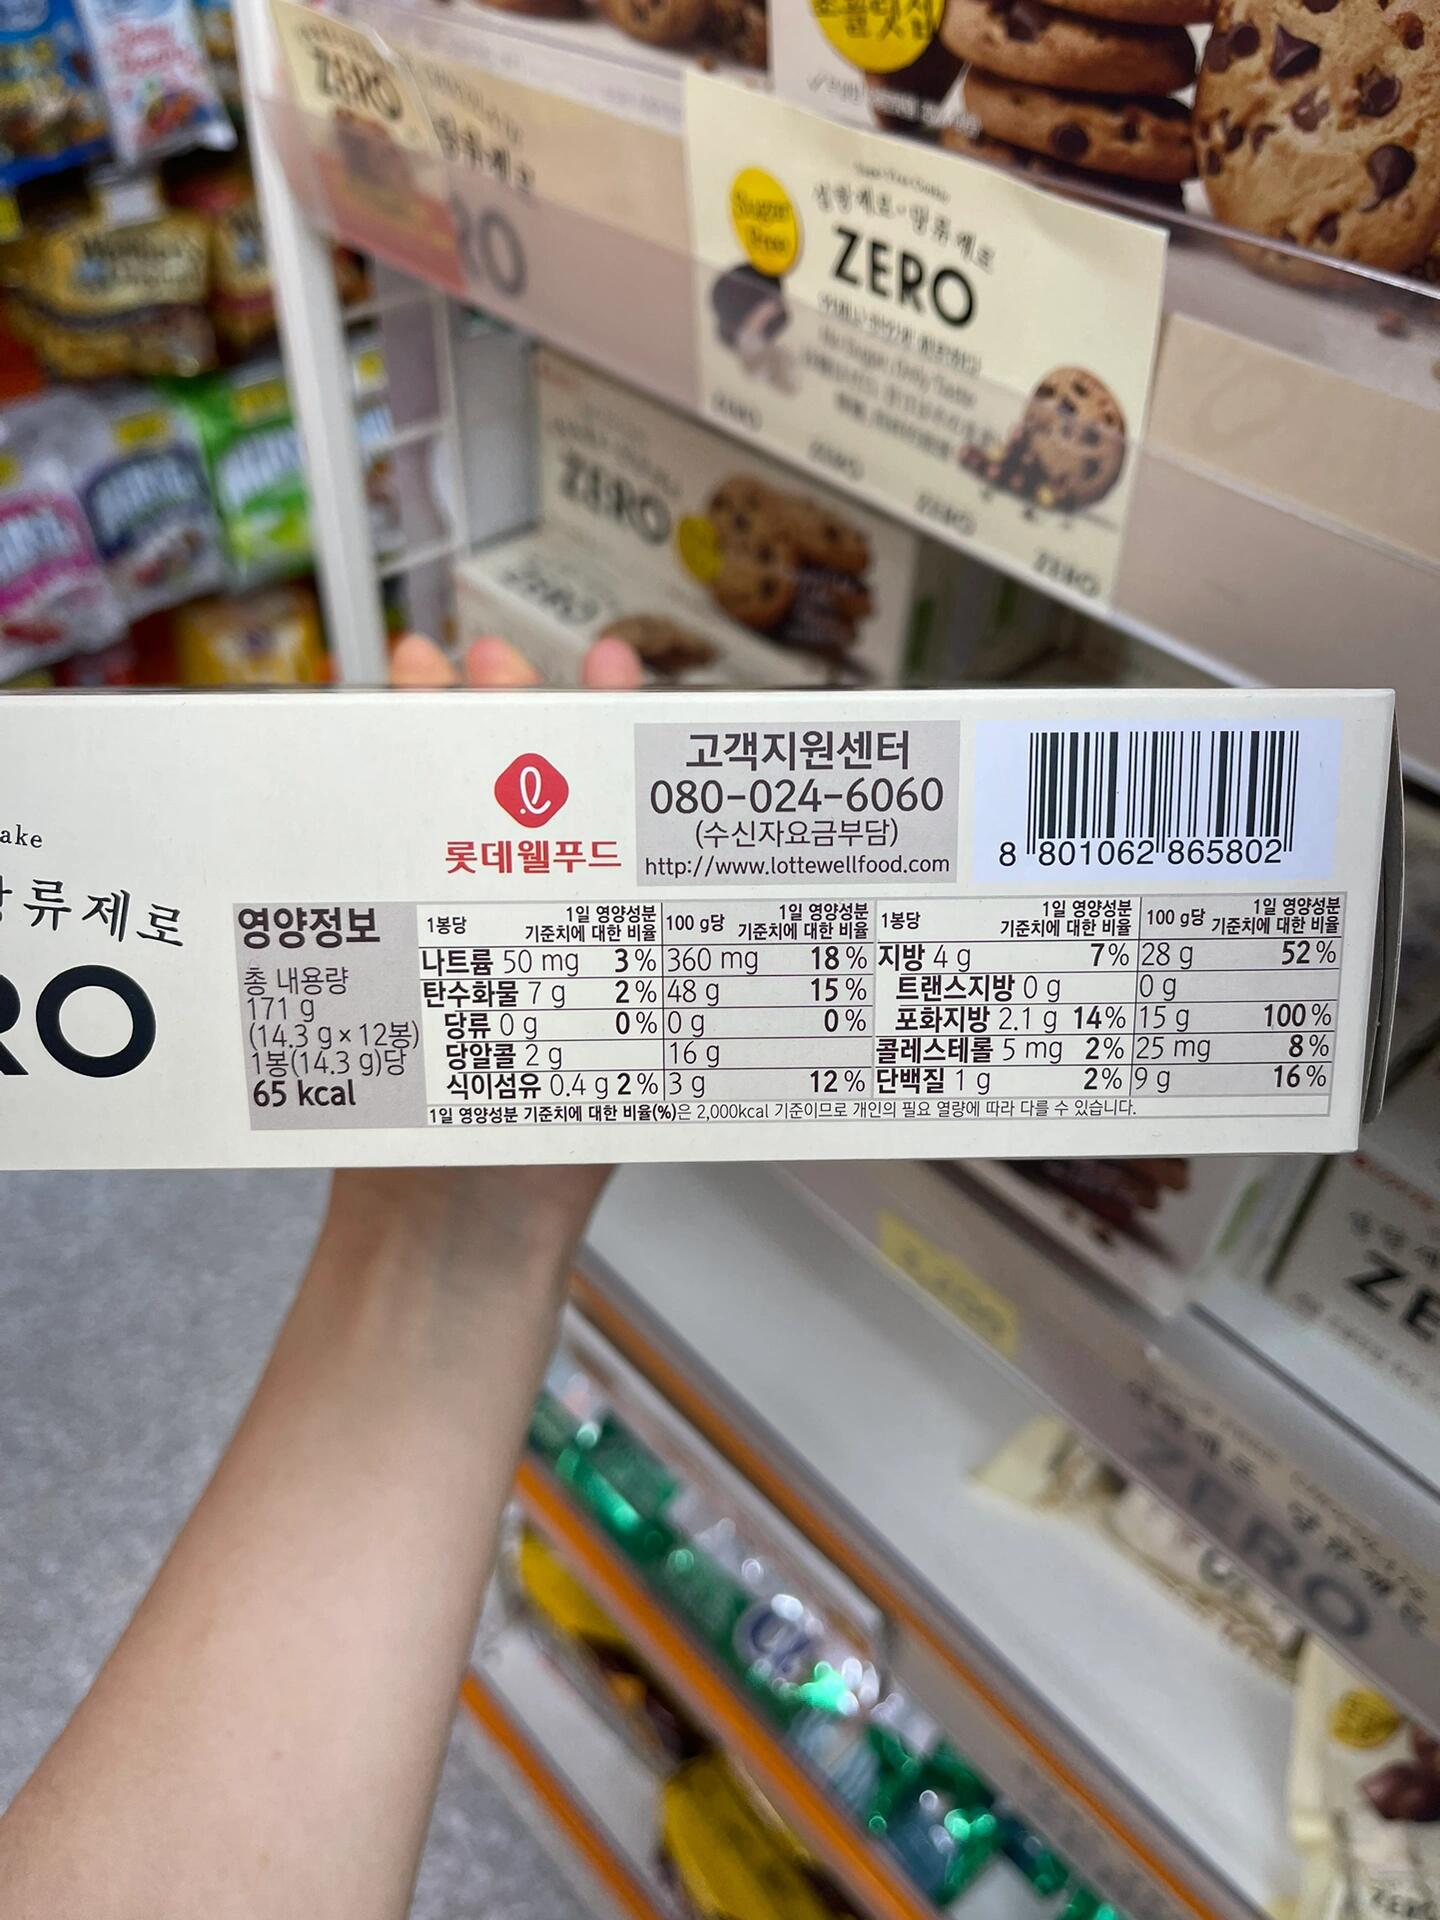 ZERO
Sugar
Free
설탕제로·당류제로
ZERO
ZERO
ZERO
ake
류제로
RO
롯데웰푸드
고객지원센터
080-024-6060
(수신자요금부담)
http://www.lottewellfood.com
8 801062 865802
영양정보
총 내용량
171 g
(14.3 g × 12봉)
1봉(14.3 g)당
65 kcal
1봉당 1일 영양성분 기준치에 대한 비율 100 g당 1일 영양성분 기준치에 대한 비율 1봉당 1일 영양성분 기준치에 대한 비율 100 g당 1일 영양성분 기준치에 대한 비율
나트륨 50 mg 3% 360 mg 18% 지방 4 g 7% 28 g 52%
탄수화물 7 g 2% 48 g 15% 트랜스지방 0 g 0 g
당류 0 g 0% 0 g 0% 포화지방 2.1 g 14% 15 g 100%
당알콜 2 g 16 g 콜레스테롤 5 mg 2% 25 mg 8%
식이섬유 0.4 g 2% 3 g 12% 단백질 1 g 2% 9 g 16%
1일 영양성분 기준치에 대한 비율(%)은 2,000kcal 기준이므로 개인의 필요 열량에 따라 다를 수 있습니다.
ZE
ZERO